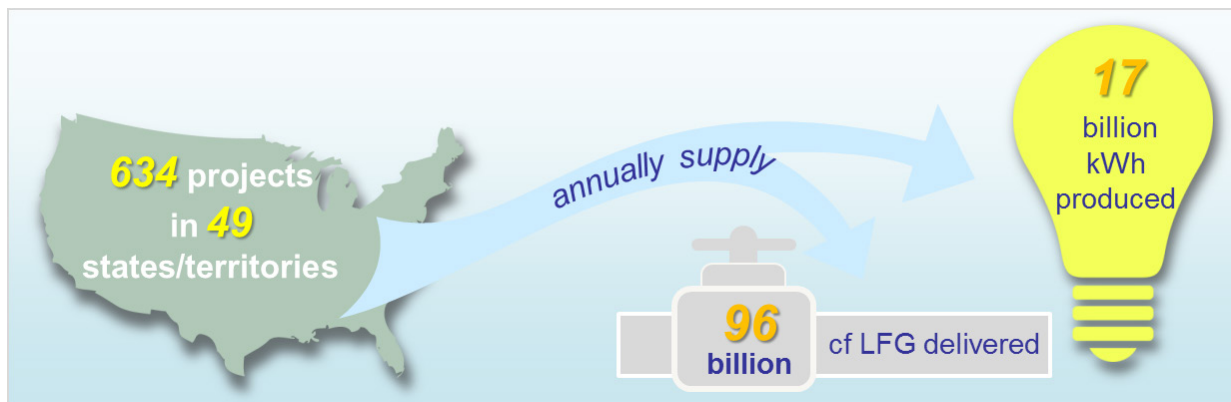 634 projects
in 49
states/territories
annually supply
96
billion
cf LFG delivered
17
billion
kWh
produced